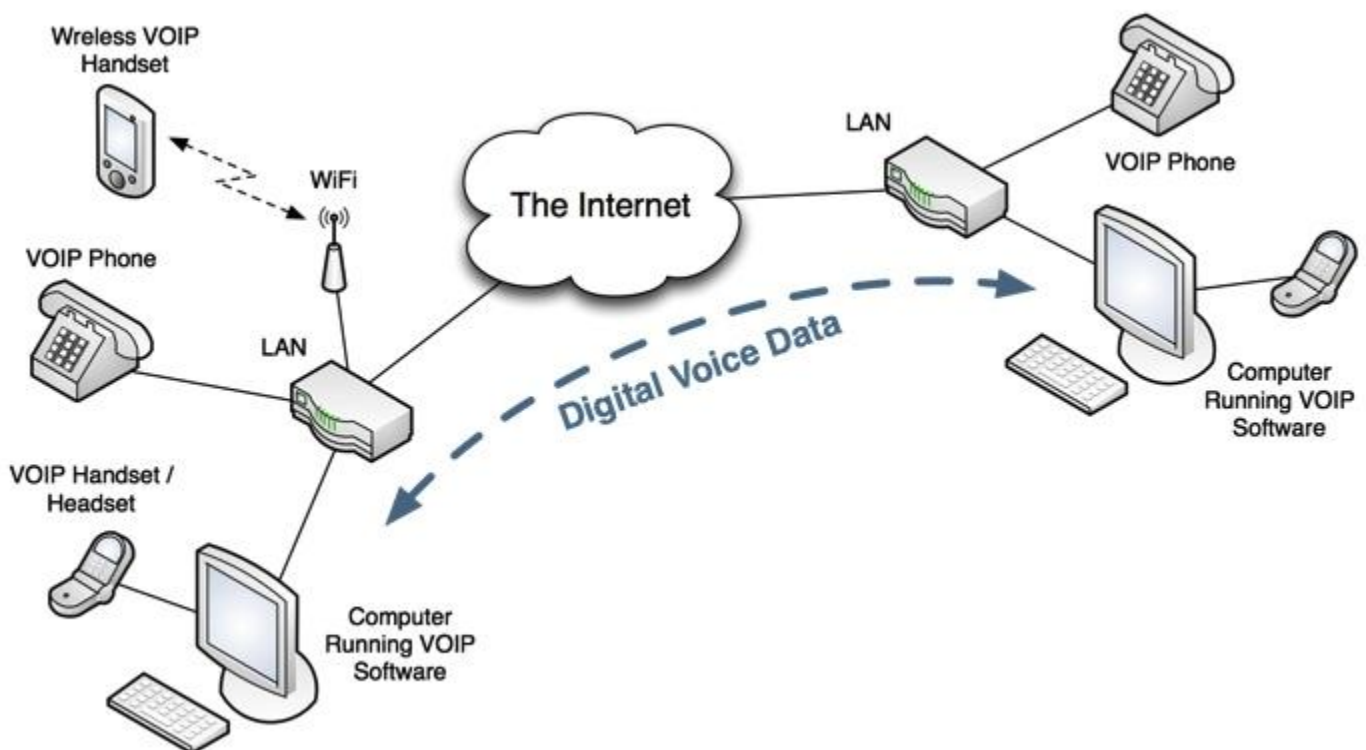 Wreless VOIP
Handset
WiFi
VOIP Phone
LAN
VOIP Handset /
Headset
Computer
Running VOIP
Software
The Internet
Digital Voice Data
LAN
VOIP Phone
Computer
Running VOIP
Software